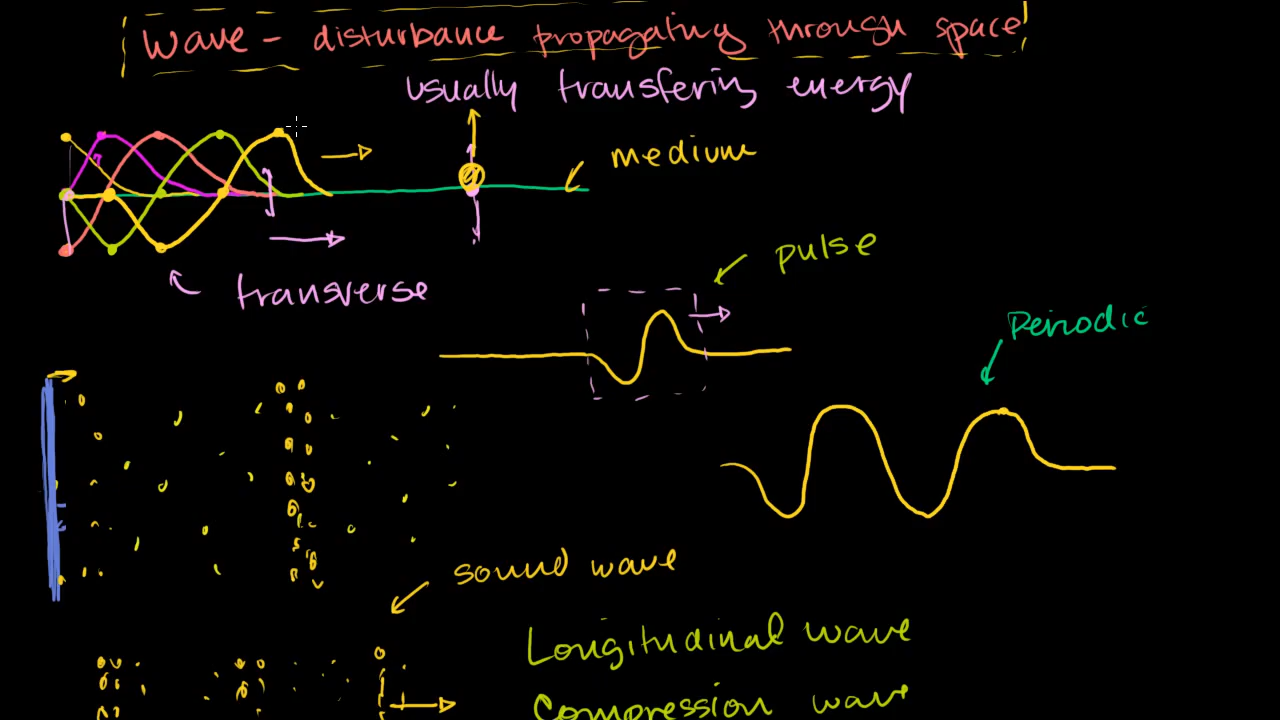 Wave - disturbance propagating through space
usually transfering energy
medium
transverse
pulse
Periodic
sound wave
Longitudinal wave
Compression wave